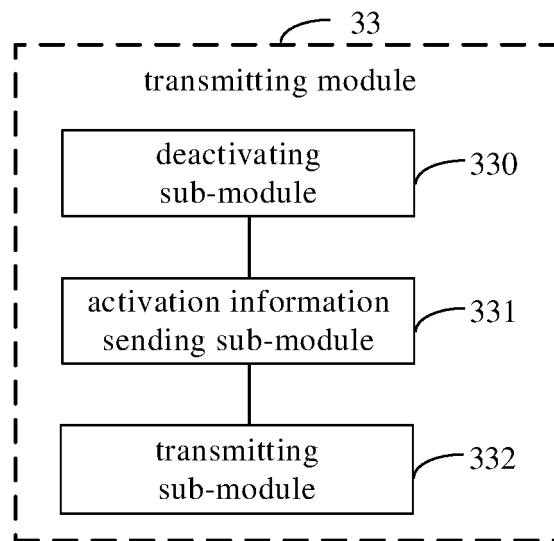 33
transmitting module
deactivating
sub-module
330
activation information
sending sub-module
331
transmitting
sub-module
332